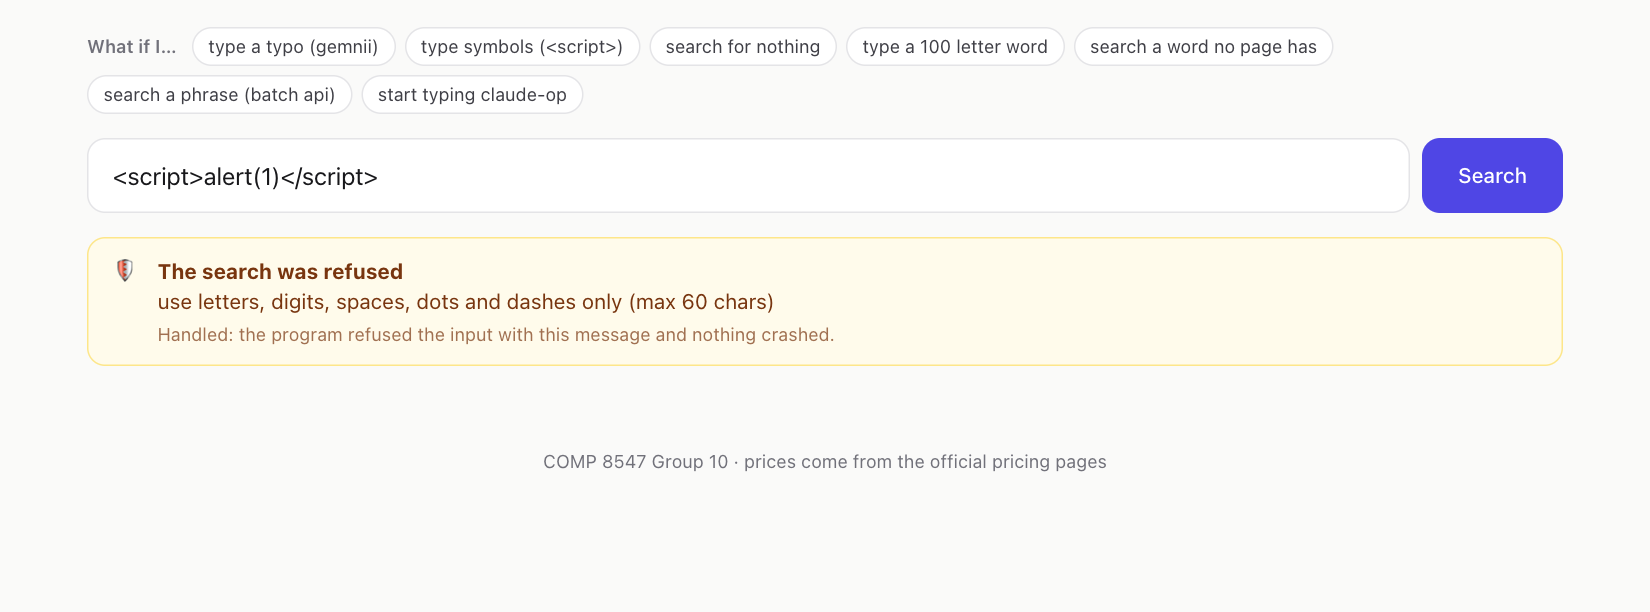 What if I... type a typo (gemnii) type symbols (<script>) search for nothing type a 100 letter word search a word no page has
search a phrase (batch api) start typing claude-op
<script>alert(1)</script> Search
The search was refused
use letters, digits, spaces, dots and dashes only (max 60 chars)
Handled: the program refused the input with this message and nothing crashed.
COMP 8547 Group 10 · prices come from the official pricing pages